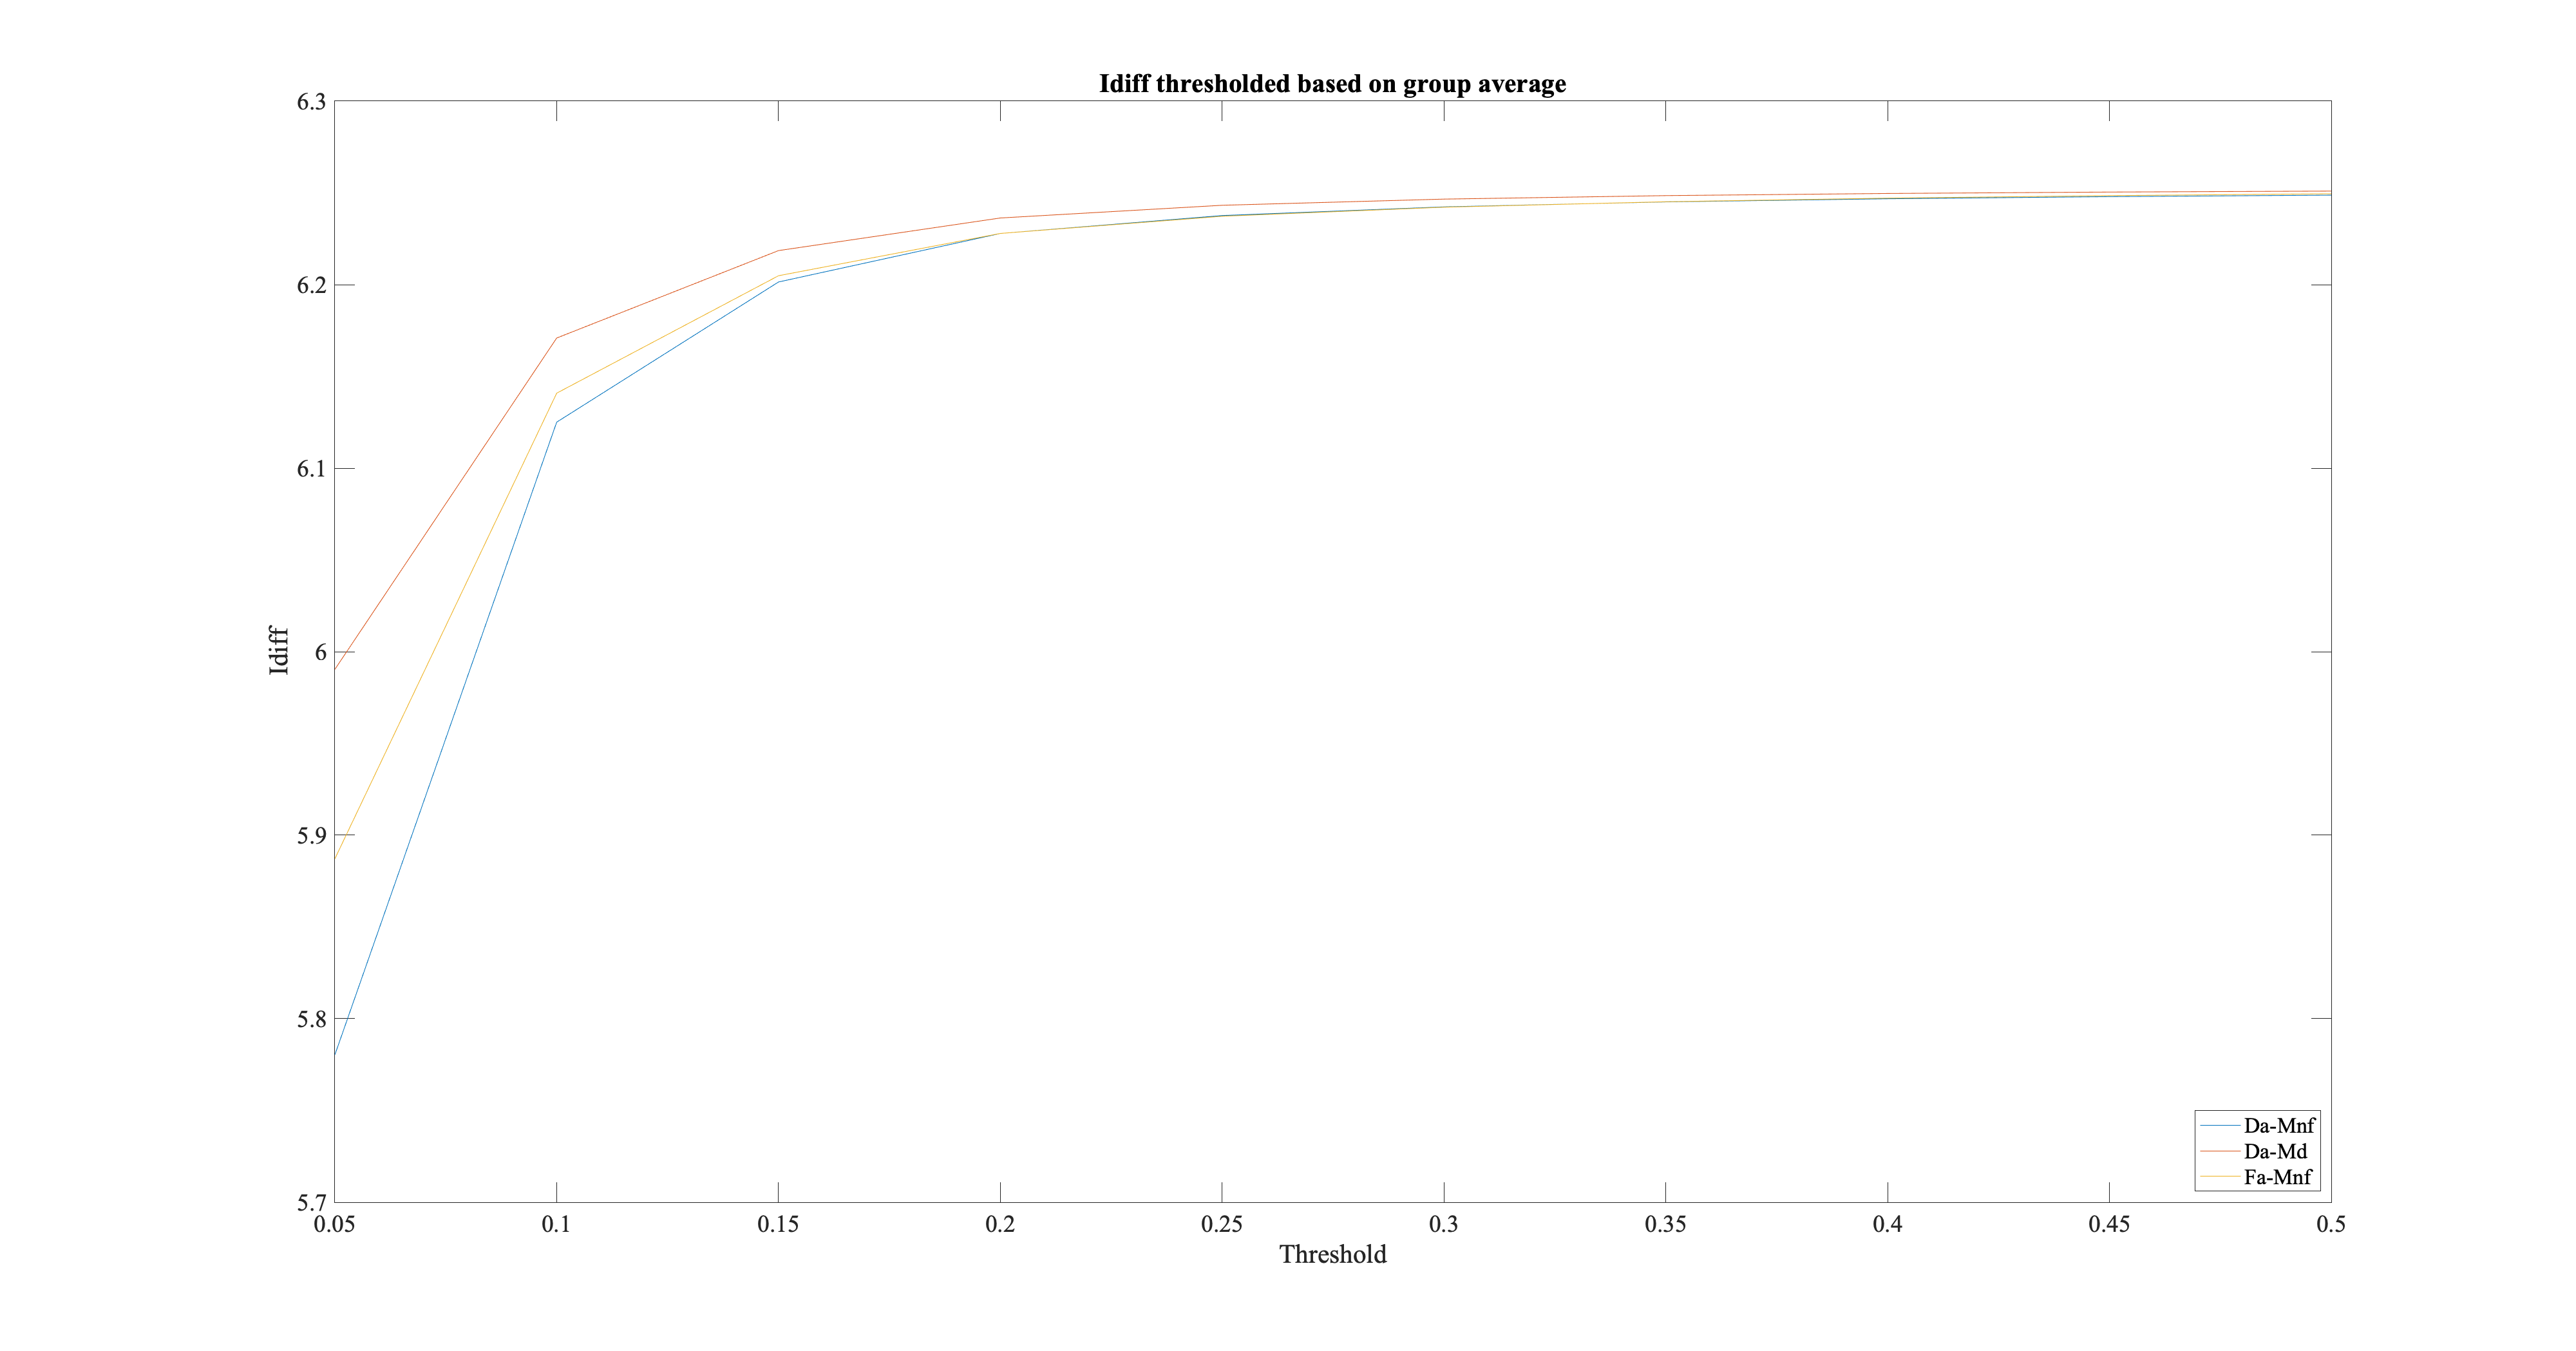 Idiff thresholded based on group average
6.3
6.2
6.1
6
5.9
5.8
5.7
Idiff
0.05 0.1 0.15 0.2 0.25 0.3 0.35 0.4 0.45 0.5
Threshold
Da-Mnf
Da-Md
Fa-Mnf